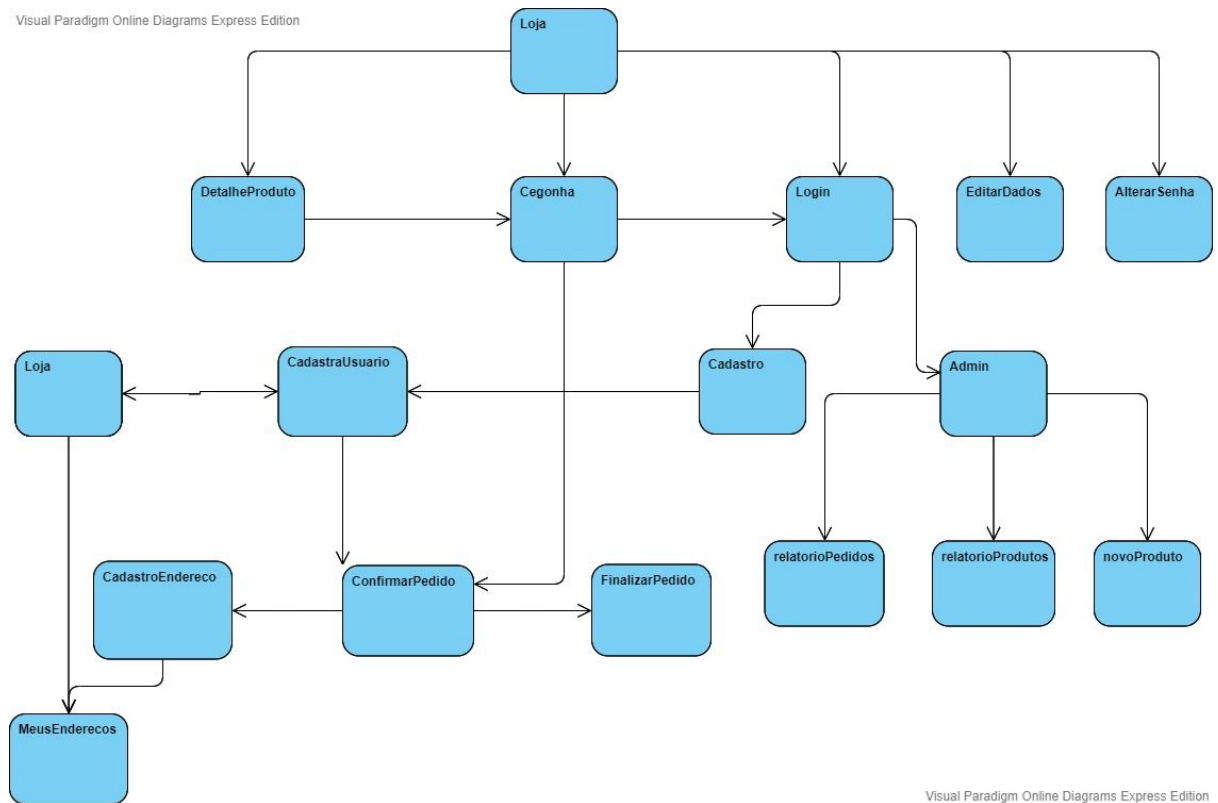 Visual Paradigm Online Diagrams Express Edition
Loja
DetalheProduto
Cegonha
Login
EditarDados
AlterarSenha
Loja
CadastraUsuario
Cadastro
Admin
CadastroEndereco
ConfirmarPedido
FinalizarPedido
relatorioPedidos
relatorioProdutos
novoProduto
MeusEnderecos
Visual Paradigm Online Diagrams Express Edition